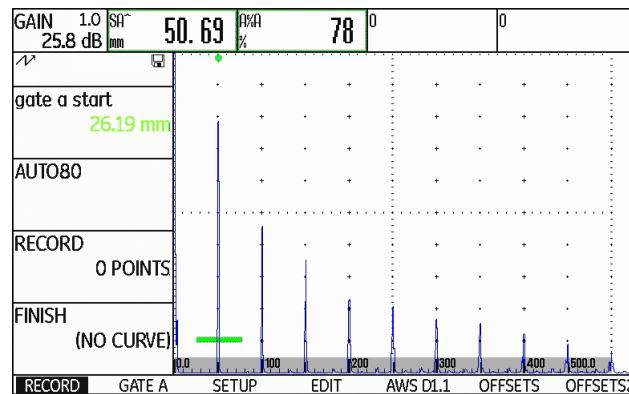 GAIN 1.0
25.8 dB
SA^
mm
50.69
A%A
%
78
0
0
gate a start
26.19 mm
AUTO80
RECORD
0 POINTS
FINISH
(NO CURVE)
0.0 100 200 300 400 500.0
RECORD GATE A SETUP EDIT AWS D1.1 OFFSETS OFFSETS2